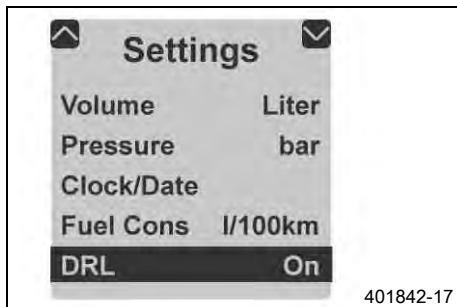 Settings
Volume Liter
Pressure bar
Clock/Date
Fuel Cons l/100km
DRL On
401842-17